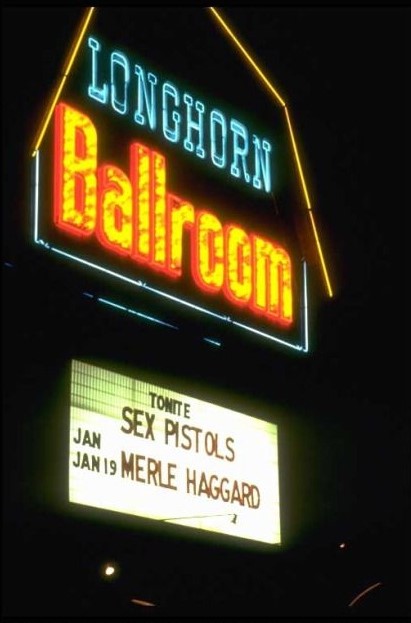 LONGHORN
Ballroom
TONITE
SEX PISTOLS
JAN
JAN 19 MERLE HAGGARD